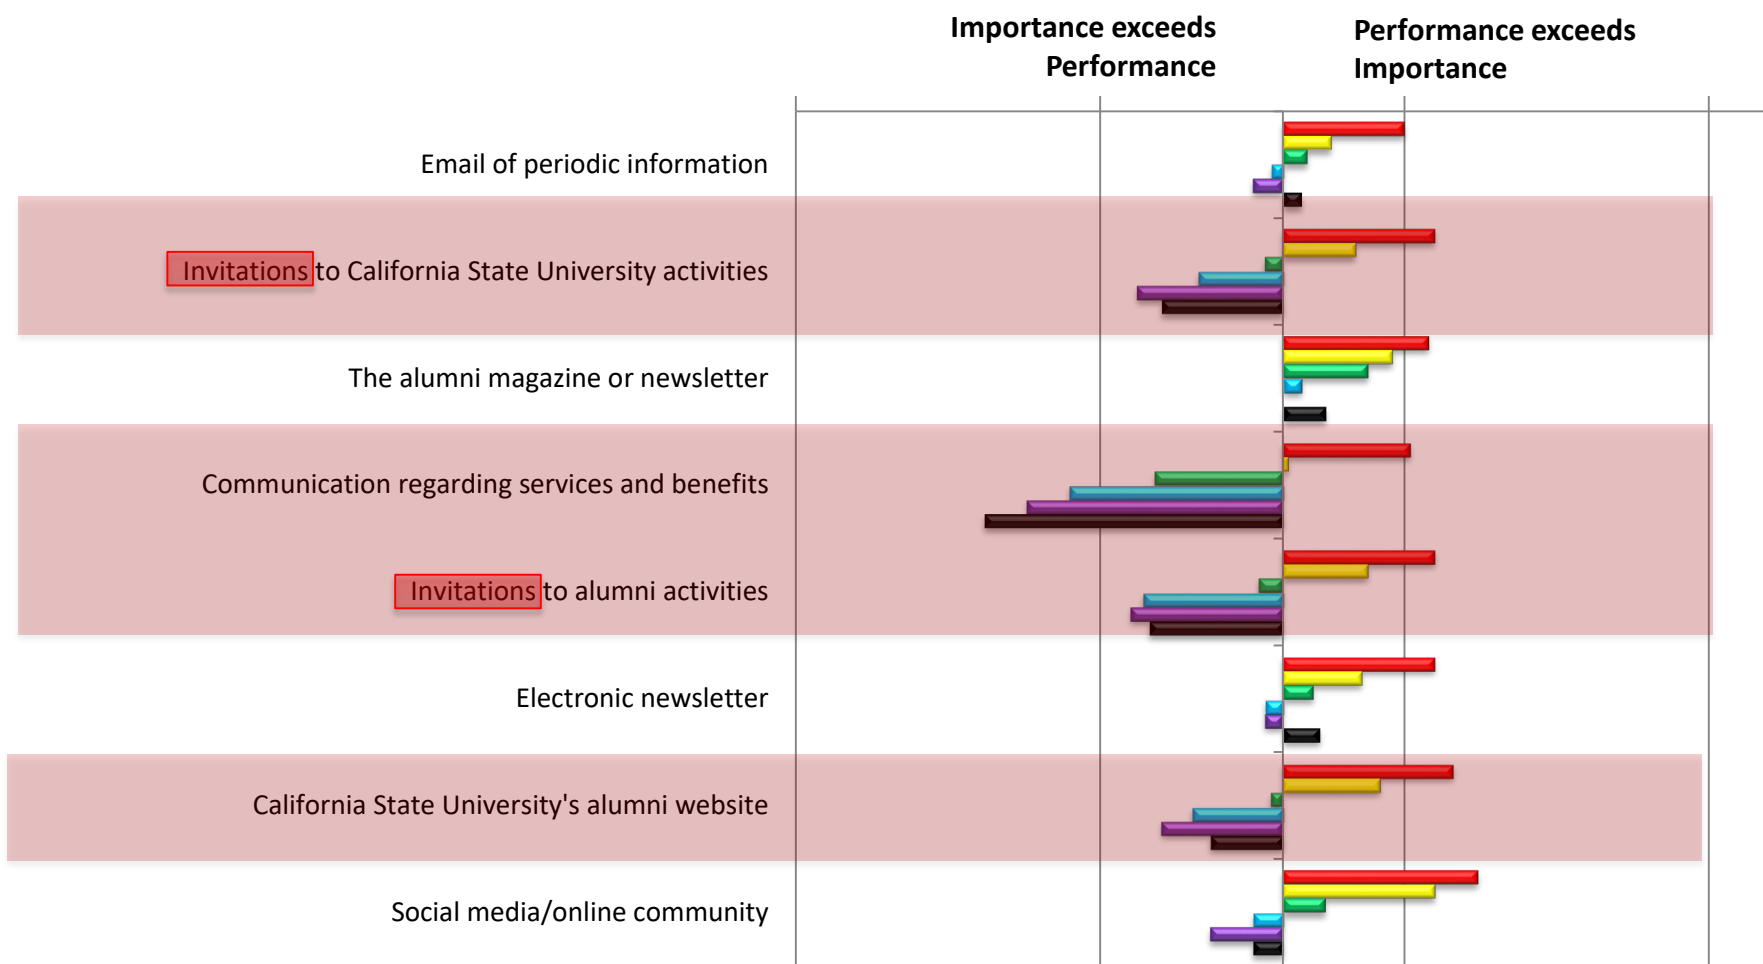 Importance exceeds
Performance
Performance exceeds
Importance
Email of periodic information
Invitations to California State University activities
The alumni magazine or newsletter
Communication regarding services and benefits
Invitations to alumni activities
Electronic newsletter
California State University's alumni website
Social media/online community